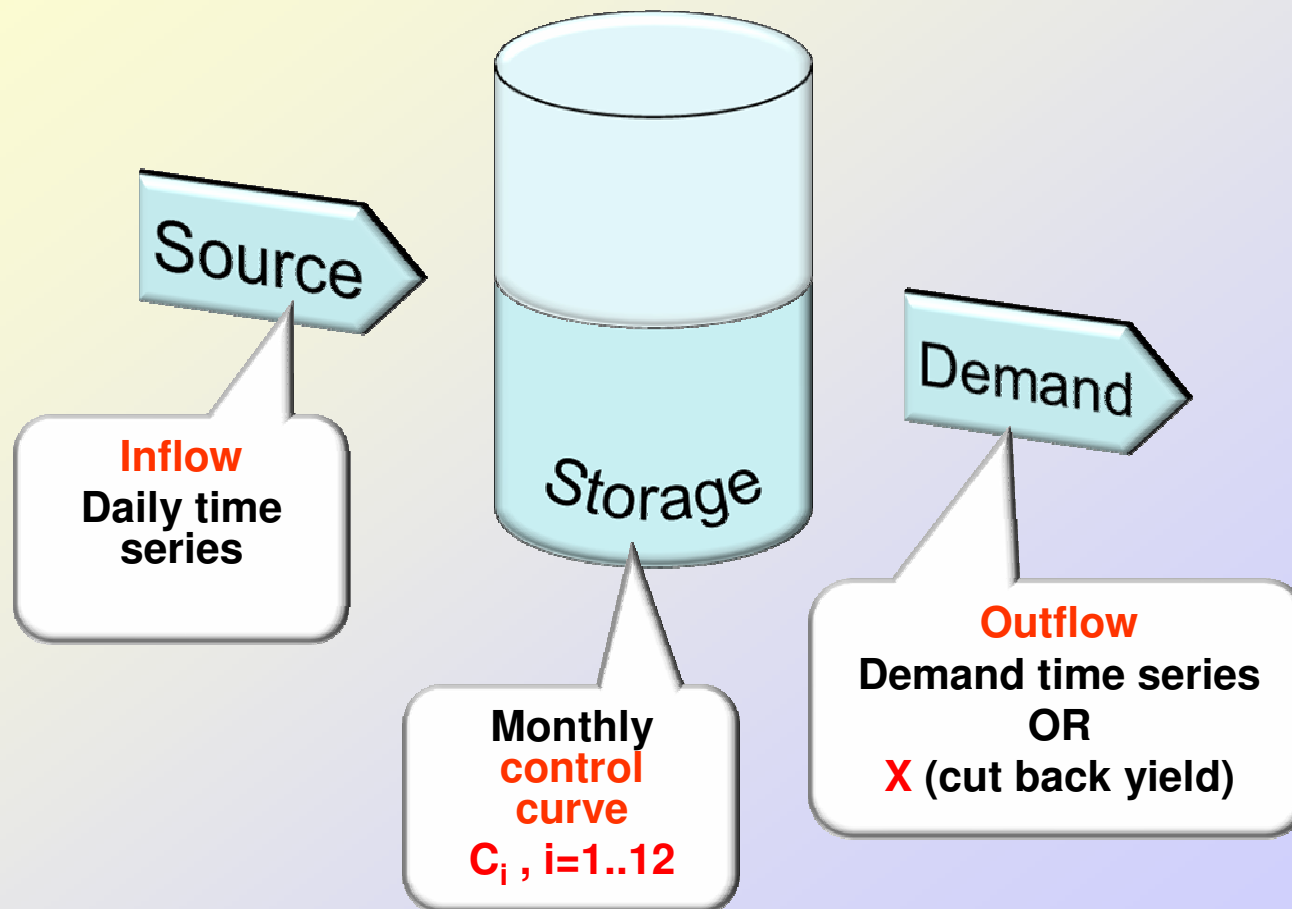 Source
Storage
Demand
Inflow
Daily time
series
Monthly
control
curve
Ci , i=1..12
Outflow
Demand time series
OR
X (cut back yield)